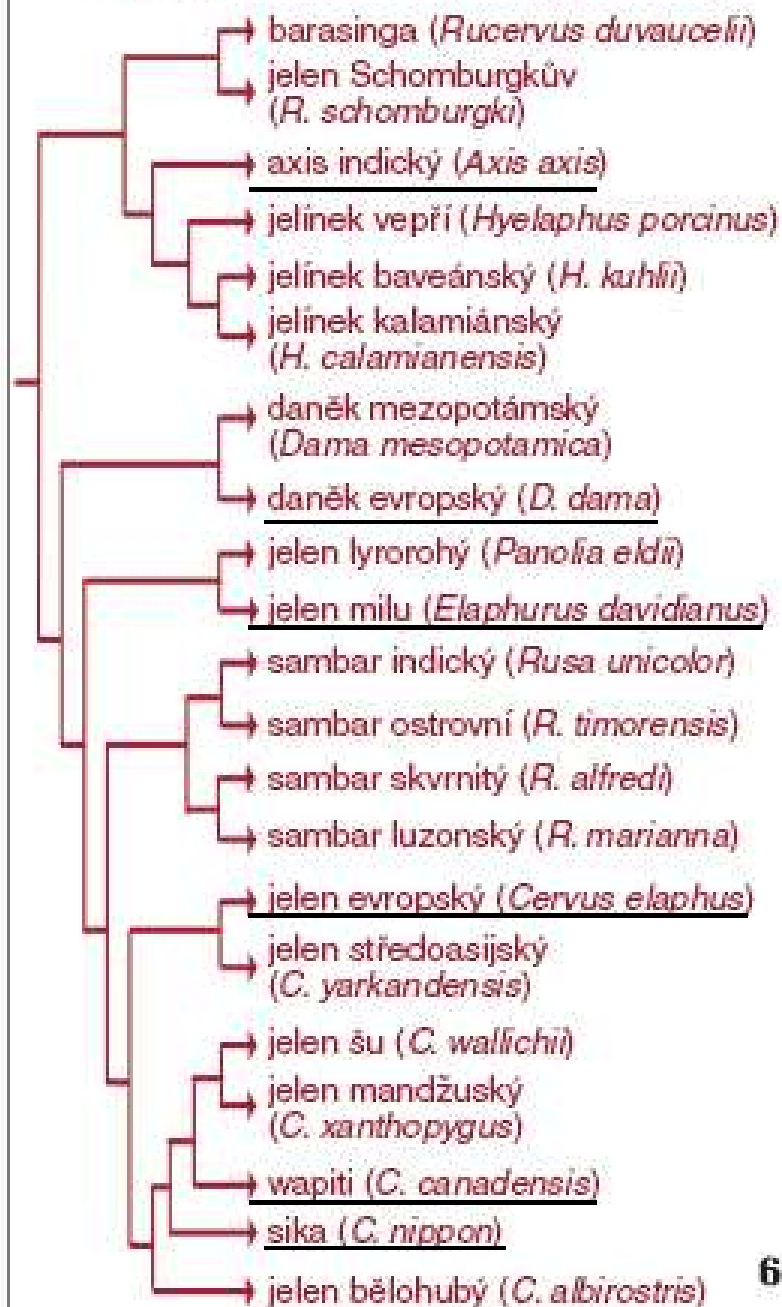 barasinga (Rucervus duvaucelii)
jelen Schomburgkův
(R. schomburgki)
axis indický (Axis axis)
jelínek vepří (Hyelaphus porcinus)
jelínek baveánský (H. kuhlii)
jelínek kalamiánský
(H. calamianensis)
daněk mezopotámský
(Dama mesopotamica)
daněk evropský (D. dama)
jelen lyrorohý (Panolia eldii)
jelen milu (Elaphurus davidianus)
sambar indický (Rusa unicolor)
sambar ostrovní (R. timorensis)
sambar skvrnitý (R. alfredi)
sambar luzonský (R. marianna)
jelen evropský (Cervus elaphus)
jelen středoasijský
(C. yarkandensis)
jelen šu (C. wallichii)
jelen mandžuský
(C. xanthopygus)
wapiti (C. canadensis)
sika (C. nippon)
jelen bělohubý (C. albirostris)
6